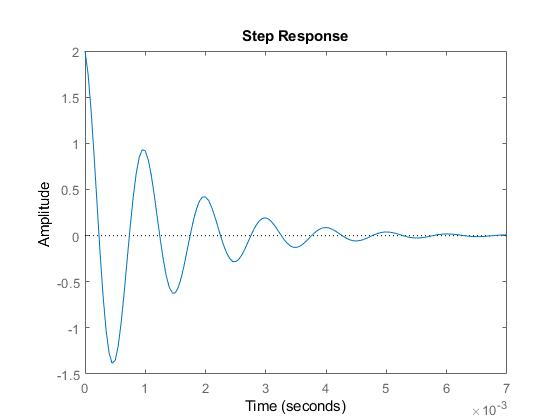 Step Response
2
1.5
1
0.5
0
-0.5
-1
-1.5
Amplitude
0 1 2 3 4 5 6 7
Time (seconds)
×10⁻³